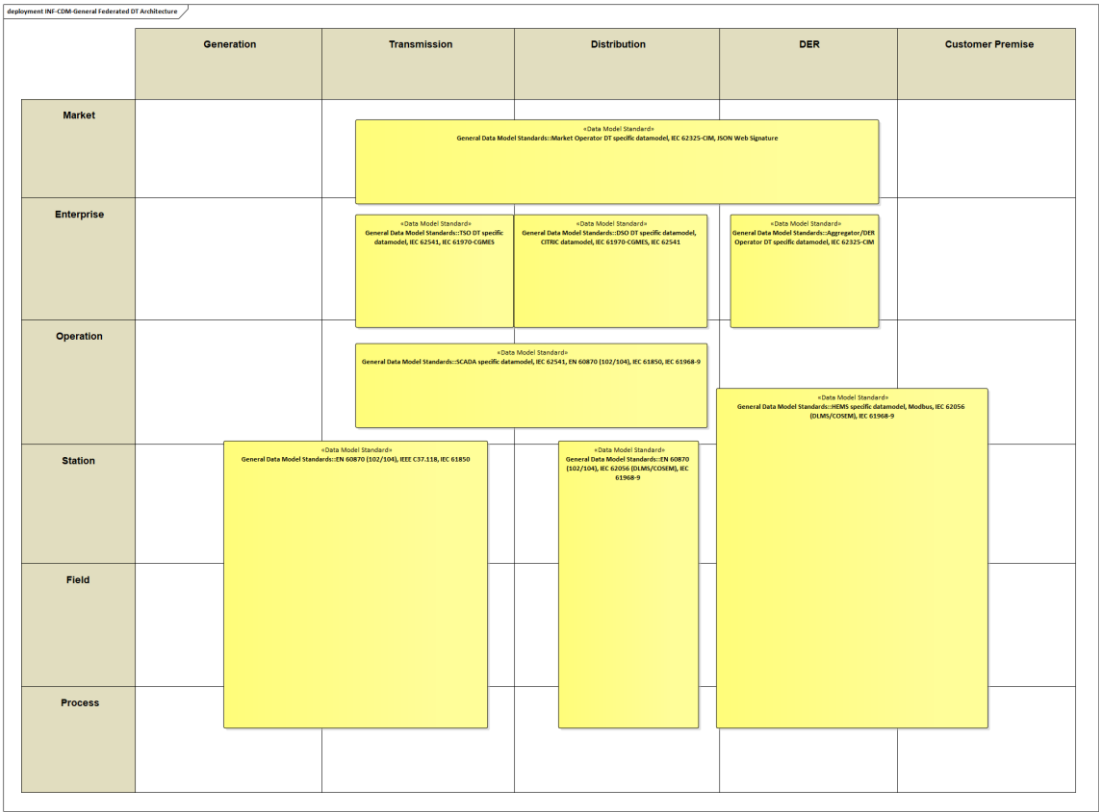 deployment INF-CDM-General Federated DT Architecture
Generation
Transmission
Distribution
DER
Customer Premise
Market
«Data Model Standard»
General Data Model Standards::Market Operator DT specific datamodel, IEC 62325-CIM, JSON Web Signature
Enterprise
«Data Model Standard»
General Data Model Standards::TSO DT specific
datamodel, IEC 62541, IEC 61970-CGMES
«Data Model Standard»
General Data Model Standards::DSO DT specific datamodel,
CITRIC datamodel, IEC 61970-CGMES, IEC 62541
«Data Model Standard»
General Data Model Standards::Aggregator/DER
Operator DT specific datamodel, IEC 62325-CIM
Operation
«Data Model Standard»
General Data Model Standards::SCADA specific datamodel, IEC 62541, EN 60870 (102/104), IEC 61850, IEC 61968-9
«Data Model Standard»
General Data Model Standards::HEMS specific datamodel, Modbus, IEC 62056
(DLMS/COSEM), IEC 61968-9
Station
«Data Model Standard»
General Data Model Standards::EN 60870 (102/104), IEEE C37.118, IEC 61850
«Data Model Standard»
General Data Model Standards::EN 60870
(102/104), IEC 62056 (DLMS/COSEM), IEC
61968-9
Field
Process